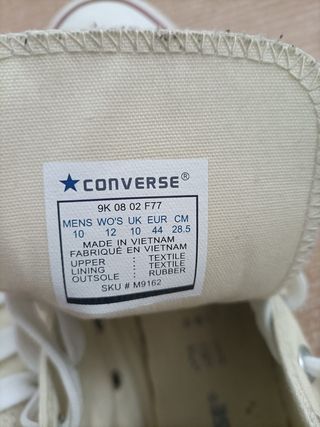 ★CONVERSE®
9K 08 02 F77
MENS WO'S UK EUR CM
10 12 10 44 28.5
MADE IN VIETNAM
FABRIQUÉ EN VIETNAM
UPPER : TEXTILE
LINING : TEXTILE
OUTSOLE : RUBBER
SKU # M9162